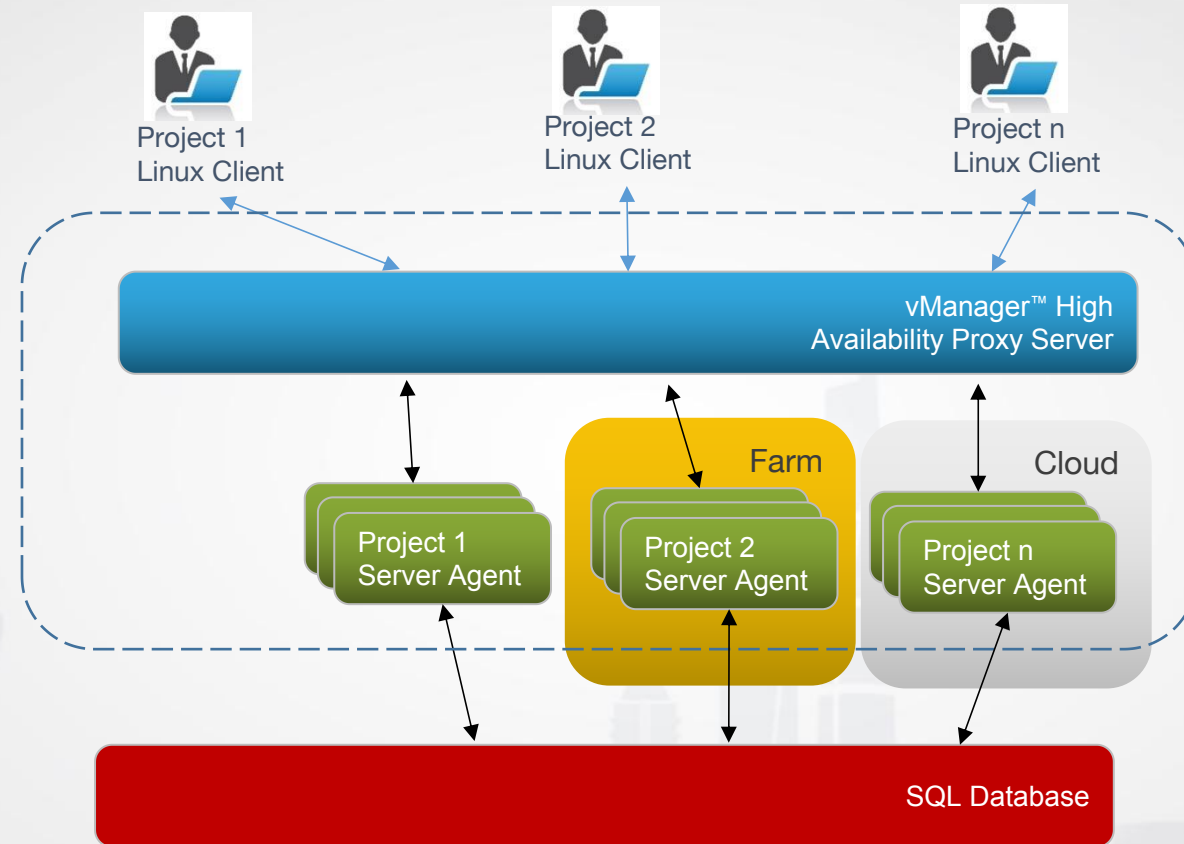 Project 1
Linux Client
Project 2
Linux Client
Project n
Linux Client
vManager™ High
Availability Proxy Server
Farm
Cloud
Project 1
Server Agent
Project 2
Server Agent
Project n
Server Agent
SQL Database